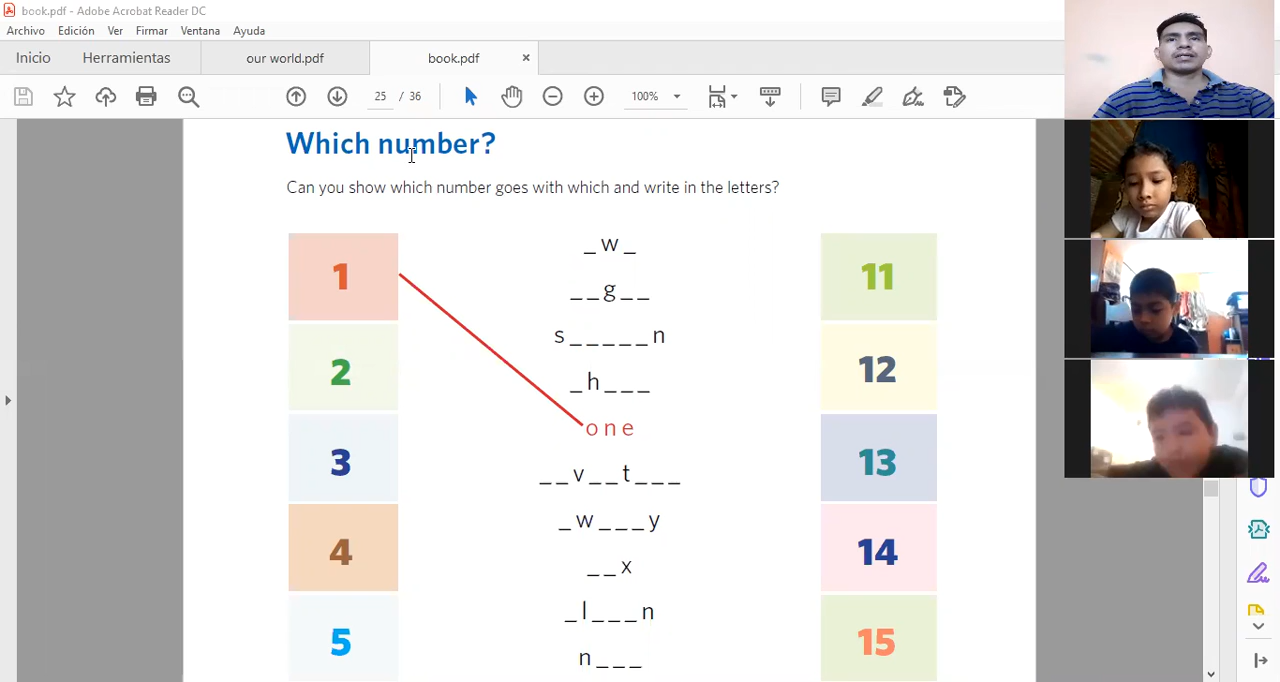 book.pdf - Adobe Acrobat Reader DC
Archivo Edición Ver Firmar Ventana Ayuda
Inicio Herramientas our world.pdf book.pdf ×
25 / 36 100%
Which number?
Can you show which number goes with which and write in the letters?
1
2
3
4
5
_ w _
_ _ g _ _
s _ _ _ _ _ n
_ h _ _ _
o n e
_ _ v _ _ t _ _ _
_ w _ _ _ y
_ _ x
_ l _ _ _ n
n _ _ _
11
12
13
14
15